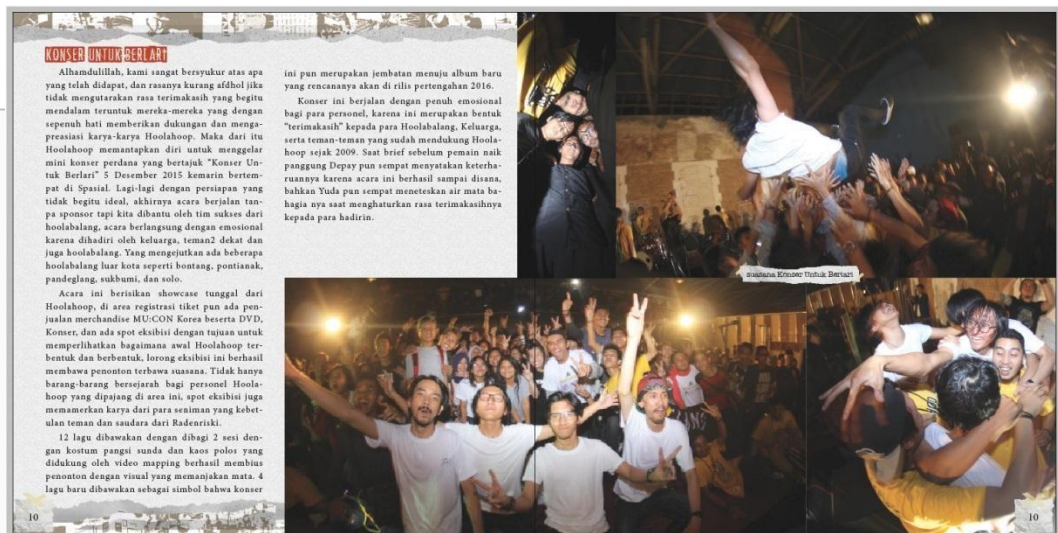 KONSER UNTUK BERLARI
Alhamdulillah, kami sangat bersyukur atas apa
yang telah didapat, dan rasanya kurang afdhol jika
tidak mengutarakan rasa terimakasih yang begitu
mendalam teruntuk mereka-mereka yang dengan
sepenuh hati memberikan dukungan dan menga-
preasiasi karya-karya Hoolahoop. Maka dari itu
Hoolahoop memantapkan diri untuk menggelar
mini konser perdana yang bertajuk "Konser Un-
tuk Berlari" 5 Desember 2015 kemarin bertem-
pat di Spasial. Lagi-lagi dengan persiapan yang
tidak begitu ideal, akhirnya acara berjalan tan-
pa sponsor tapi kita dibantu oleh tim sukses dari
hoolabalang, acara berlangsung dengan emosional
karena dihadiri oleh keluarga, teman2 dekat dan
juga hoolabalang. Yang mengejutkan ada beberapa
hoolabalang luar kota seperti bontang, pontianak,
pandeglang, sukbumi, dan solo.
Acara ini berisikan showcase tunggal dari
Hoolahoop, di area registrasi tiket pun ada pen-
jualan merchandise MU:CON Korea beserta DVD,
Konser, dan ada spot eksibisi dengan tujuan untuk
memperlihatkan bagaimana awal Hoolahoop ter-
bentuk dan berbentuk, lorong eksibisi ini berhasil
membawa penonton terbawa suasana. Tidak hanya
barang-barang bersejarah bagi personel Hoola-
hoop yang dipajang di area ini, spot eksibisi juga
memamerkan karya dari para seniman yang kebet-
ulan teman dan saudara dari Radenriski.
12 lagu dibawakan dengan dibagi 2 sesi den-
gan kostum pangsi sunda dan kaos polos yang
didukung oleh video mapping berhasil membius
penonton dengan visual yang memanjakan mata. 4
lagu baru dibawakan sebagai simbol bahwa konser
ini pun merupakan jembatan menuju album baru
yang rencananya akan di rilis pertengahan 2016.
Konser ini berjalan dengan penuh emosional
bagi para personel, karena ini merupakan bentuk
"terimakasih" kepada para Hoolabalang, Keluarga,
serta teman-teman yang sudah mendukung Hoola-
hoop sejak 2009. Saat brief sebelum pemain naik
panggung Depay pun sempat menyatakan keterha-
ruannya karena acara ini berhasil sampai disana,
bahkan Yuda pun sempat meneteskan air mata ba-
hagia nya saat menghaturkan rasa terimakasihnya
kepada para hadirin.
suasana Konser Untuk Berlari
10
10